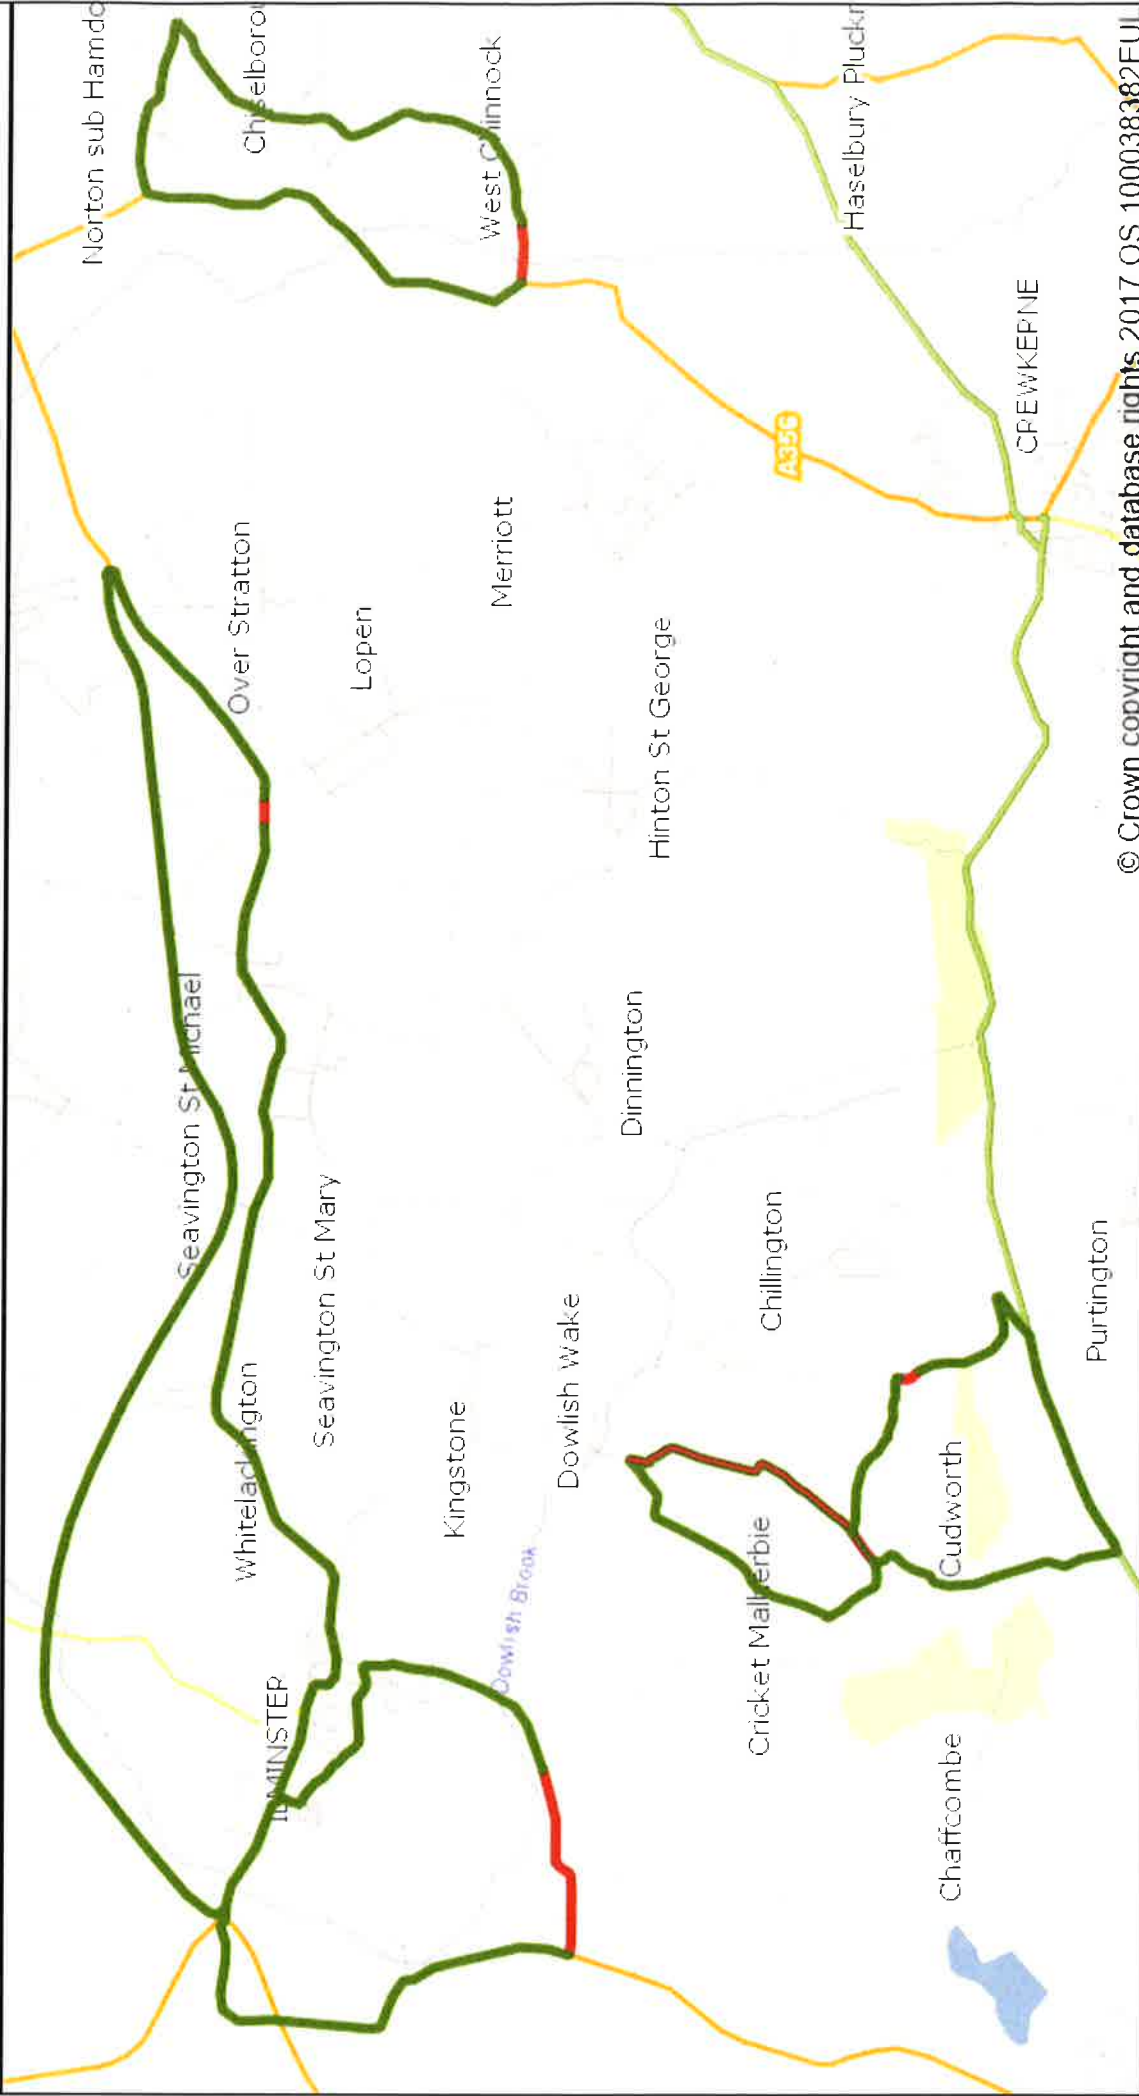 Norton sub Hamdo
Chiselborou
West Chinnock
Haselbury Pluckn
A356
CREWKERNE
Over Stratton
Lopen
Merriott
Hinton St George
Seavington St Michael
Dinnington
Seavington St Mary
Whitelackington
Kingstone
Dowlish Wake
Chillington
Purtington
Dowlish Brook
Cricket Malherbie
Cudworth
ILMINSTER
Chaffcombe
© Crown copyright and database rights 2017 OS 100038382EUL